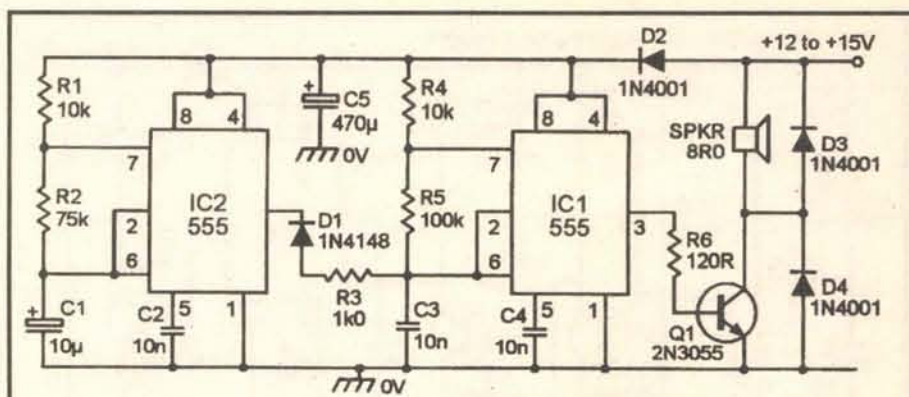 D2
+12 to +15V
1N4001
R1
10k
8
4
C5
470µ
0V
R4
10k
8
4
SPKR
8R0
D3
1N4001
7
7
R2
75k
IC2
555
2
6
D1
1N4148
R5
100k
IC1
555
2
6
3
R6
120R
R3
1k0
D4
1N4001
C1
10µ
C2
10n
5
1
C3
10n
C4
10n
5
1
Q1
2N3055
0V